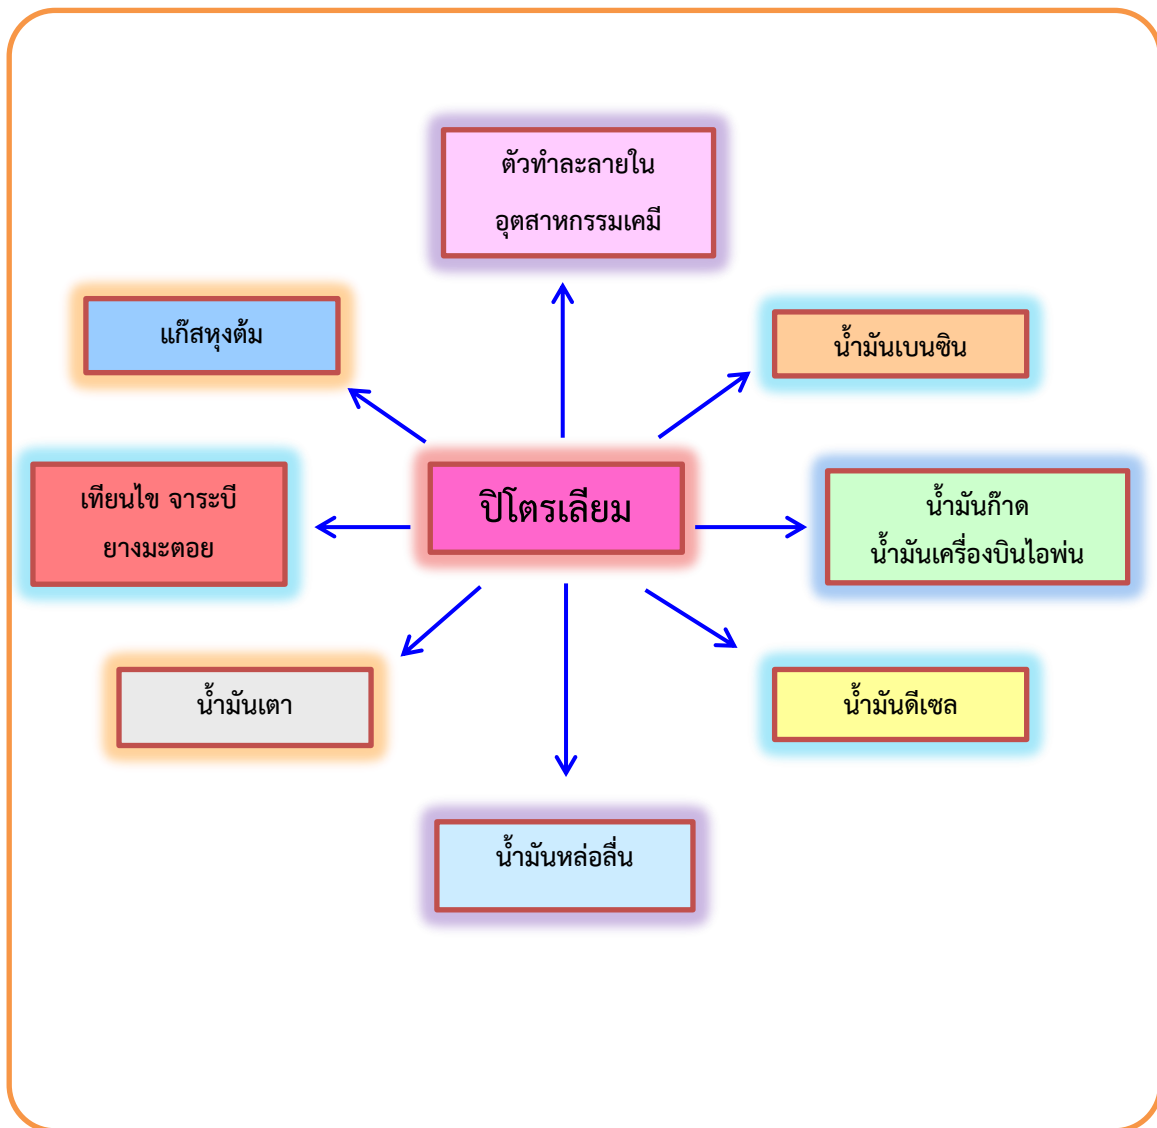 ตัวทำละลายใน
อุตสาหกรรมเคมี
แก๊สหุงต้ม
น้ำมันเบนซิน
เทียนไข จาระบี
ยางมะตอย
ปิโตรเลียม
น้ำมันก๊าด
น้ำมันเครื่องบินไอพ่น
น้ำมันเตา
น้ำมันดีเซล
น้ำมันหล่อลื่น